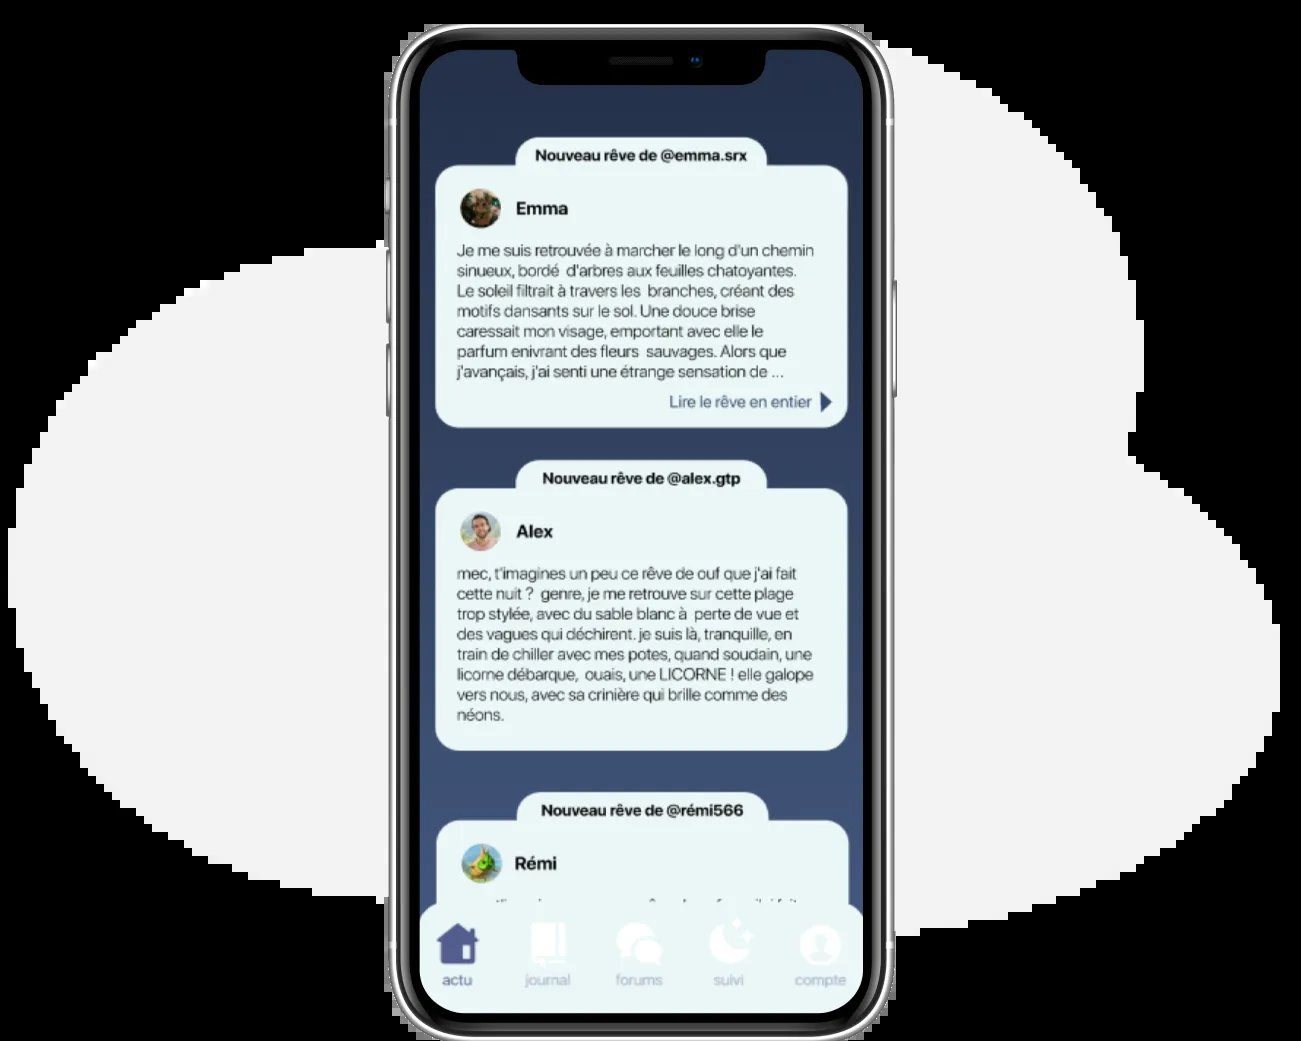 Nouveau rêve de @emma.srx
Emma
Je me suis retrouvée à marcher le long d'un chemin
sinueux, bordé  d'arbres aux feuilles chatoyantes.
Le soleil filtrait à travers les  branches, créant des
motifs dansants sur le sol. Une douce brise
caressait mon visage, emportant avec elle le
parfum enivrant des fleurs  sauvages. Alors que
j'avançais, j'ai senti une étrange sensation de ...
Lire le rêve en entier
Nouveau rêve de @alex.gtp
Alex
mec, t'imagines un peu ce rêve de ouf que j'ai fait
cette nuit ?  genre, je me retrouve sur cette plage
trop stylée, avec du sable blanc à  perte de vue et
des vagues qui déchirent. je suis là, tranquille, en
train de chiller avec mes potes, quand soudain, une
licorne débarque,  ouais, une LICORNE ! elle galope
vers nous, avec sa crinière qui brille comme des
néons.
Nouveau rêve de @rémi566
Rémi
actu journal forums suivi compte